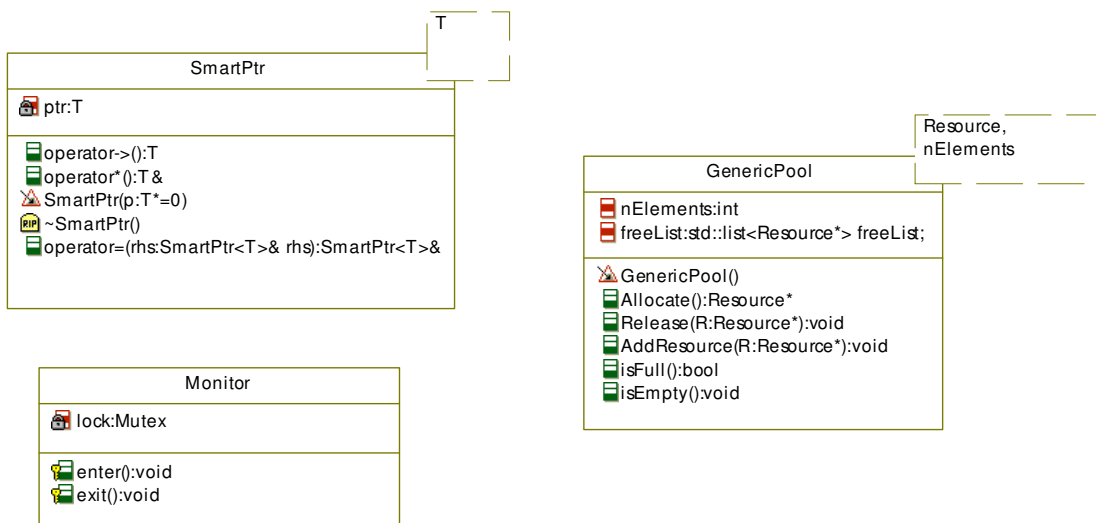 T
SmartPtr
ptr:T
operator->():T
operator*():T&
SmartPtr(p:T*=0)
RIP ~SmartPtr()
operator=(rhs:SmartPtr<T>& rhs):SmartPtr<T>&
Resource,
nElements
GenericPool
nElements:int
freeList:std::list<Resource*> freeList;
GenericPool()
Allocate():Resource*
Release(R:Resource*):void
AddResource(R:Resource*):void
isFull():bool
isEmpty():void
Monitor
lock:Mutex
enter():void
exit():void